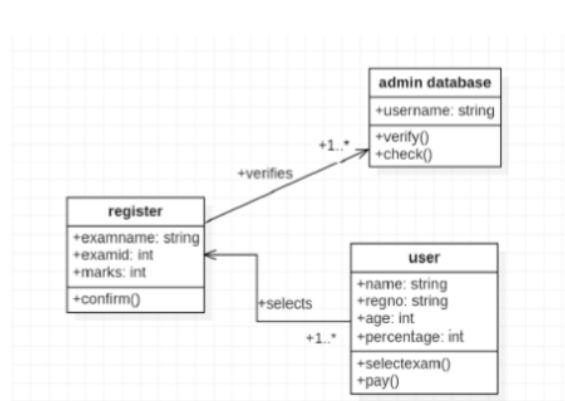 admin database
+username: string
+verify()
+check()
+1..*
+verifies
register
+examname: string
+examid: int
+marks: int
+confirm()
+selects
+1..*
user
+name: string
+regno: string
+age: int
+percentage: int
+selectexam()
+pay()